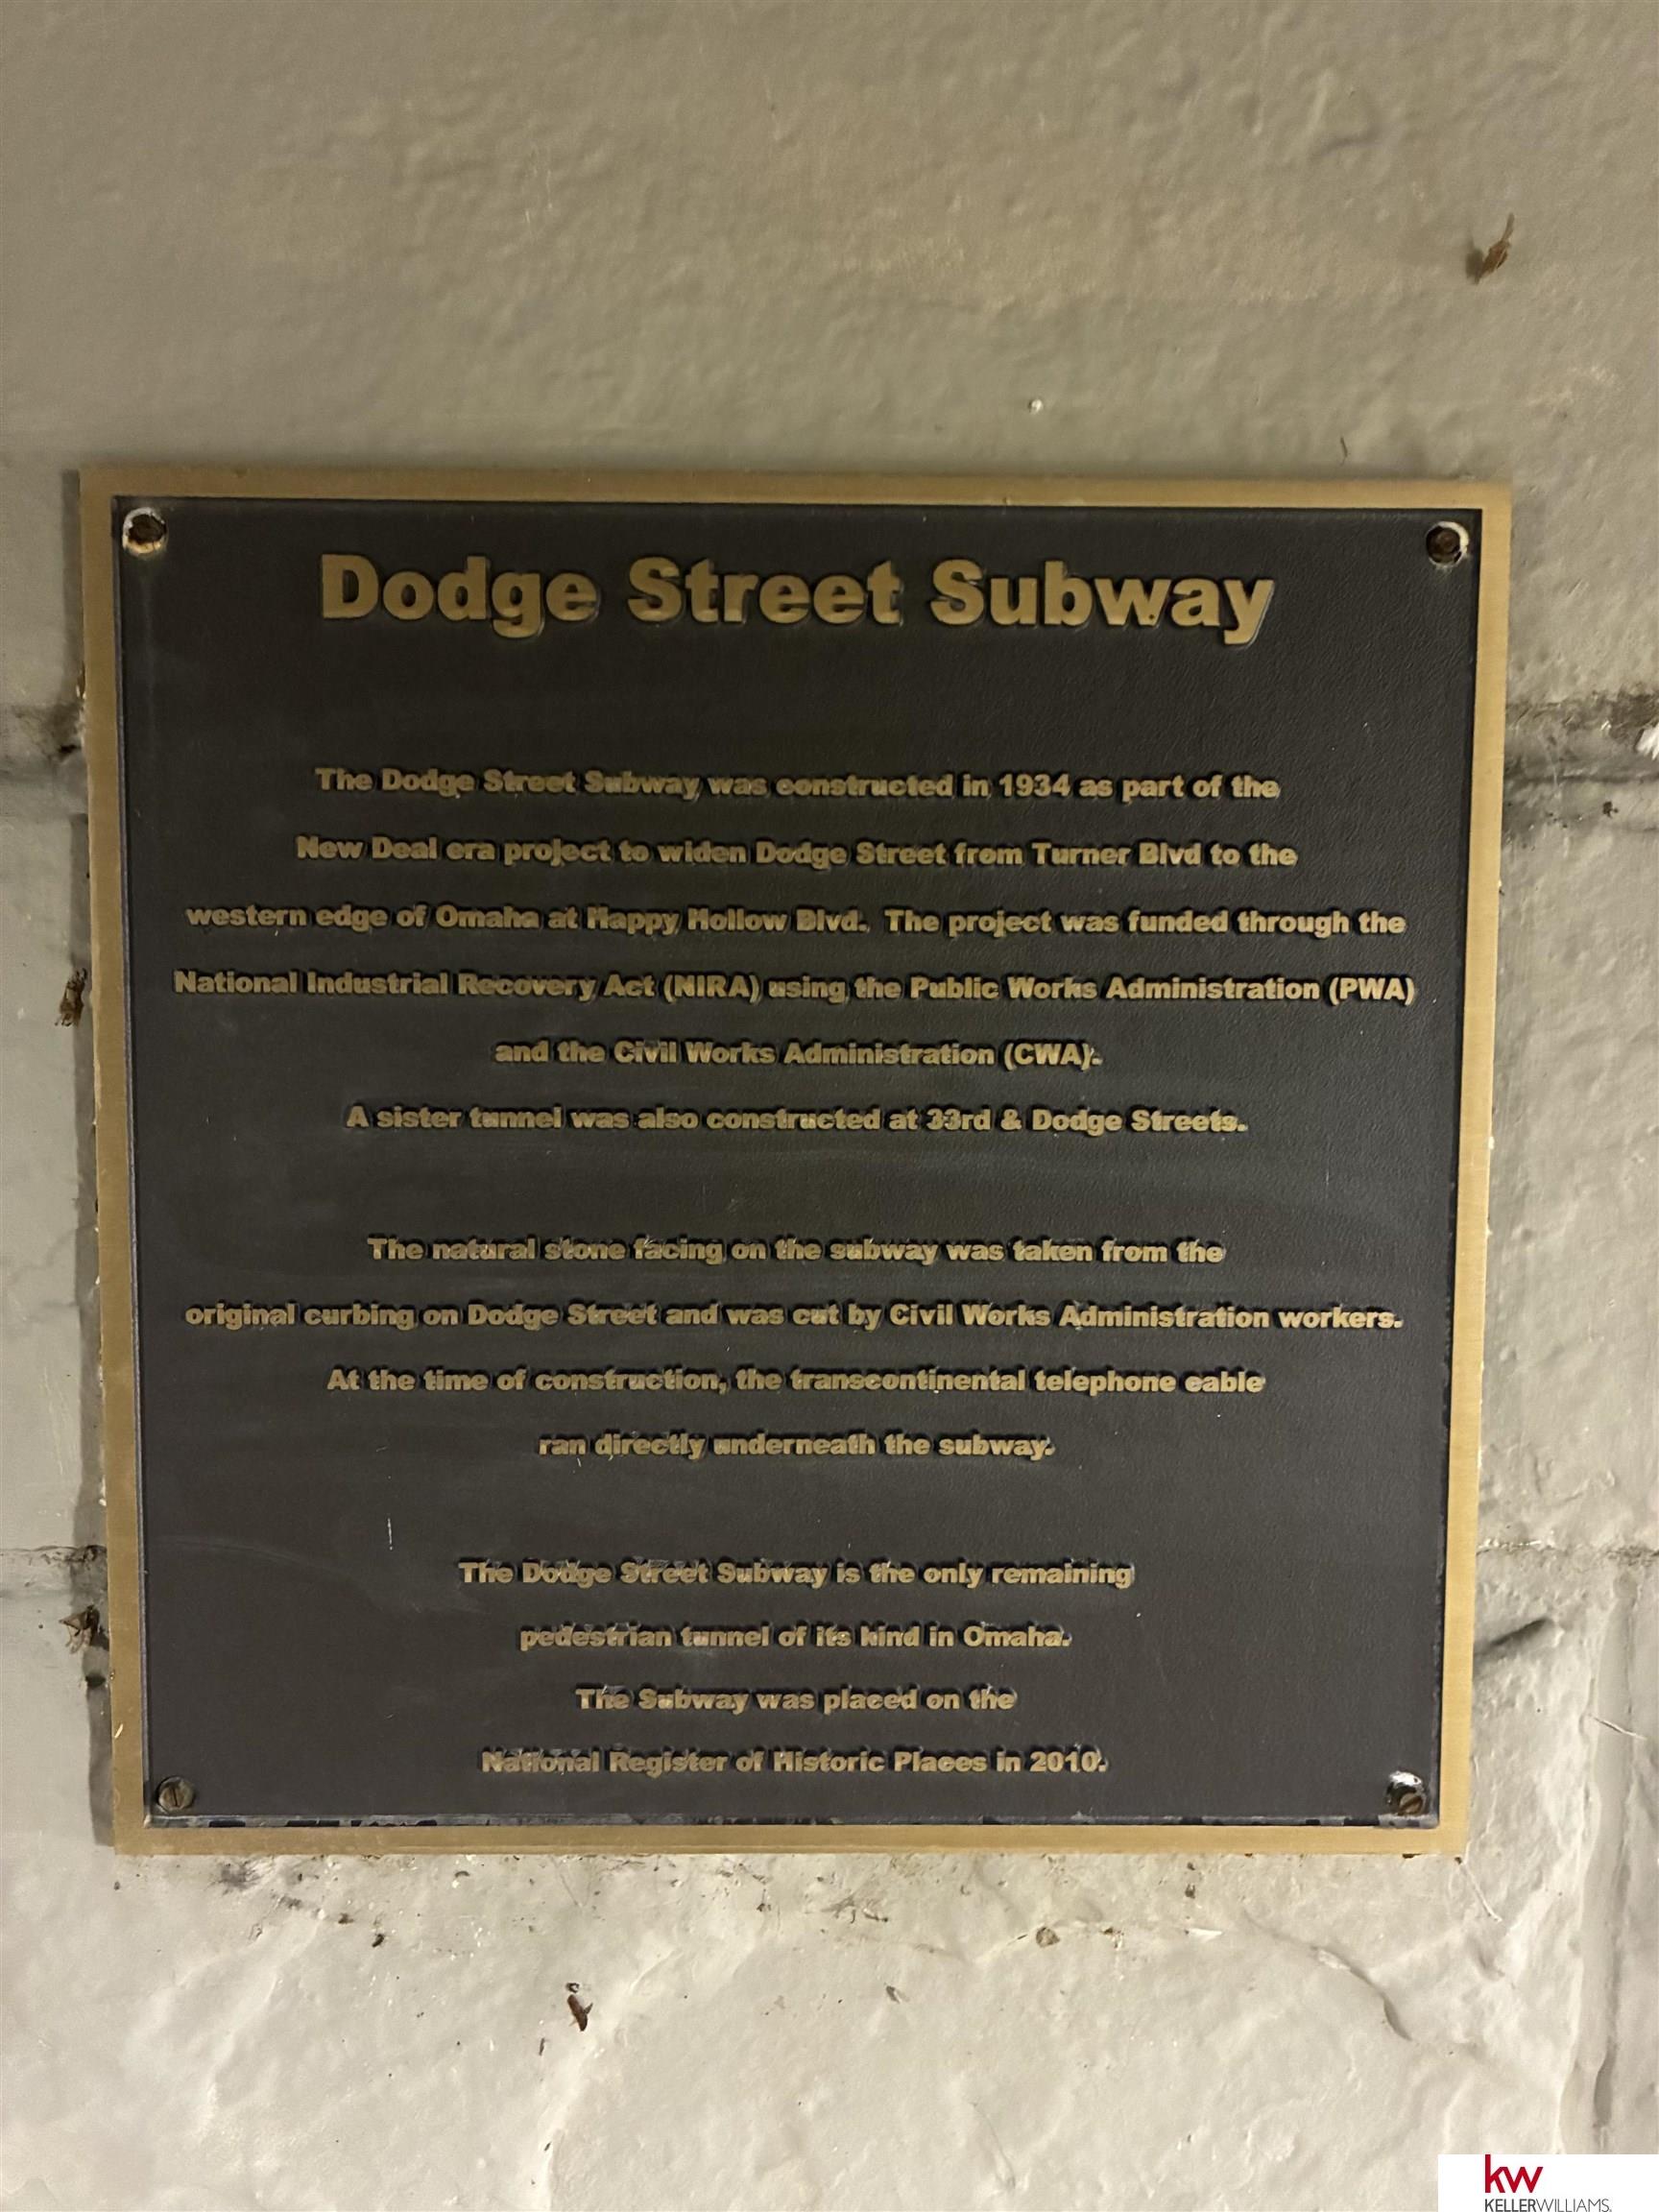 Dodge Street Subway
The Dodge Street Subway was constructed in 1934 as part of the
New Deal era project to widen Dodge Street from Turner Blvd to the
western edge of Omaha at Happy Hollow Blvd. The project was funded through the
National Industrial Recovery Act (NIRA) using the Public Works Administration (PWA)
and the Civil Works Administration (CWA).
A sister tunnel was also constructed at 33rd & Dodge Streets.
The natural stone facing on the subway was taken from the
original curbing on Dodge Street and was cut by Civil Works Administration workers.
At the time of construction, the transcontinental telephone cable
ran directly underneath the subway.
The Dodge Street Subway is the only remaining
pedestrian tunnel of its kind in Omaha.
The Subway was placed on the
National Register of Historic Places in 2010.
kw
KELLERWILLIAMS.